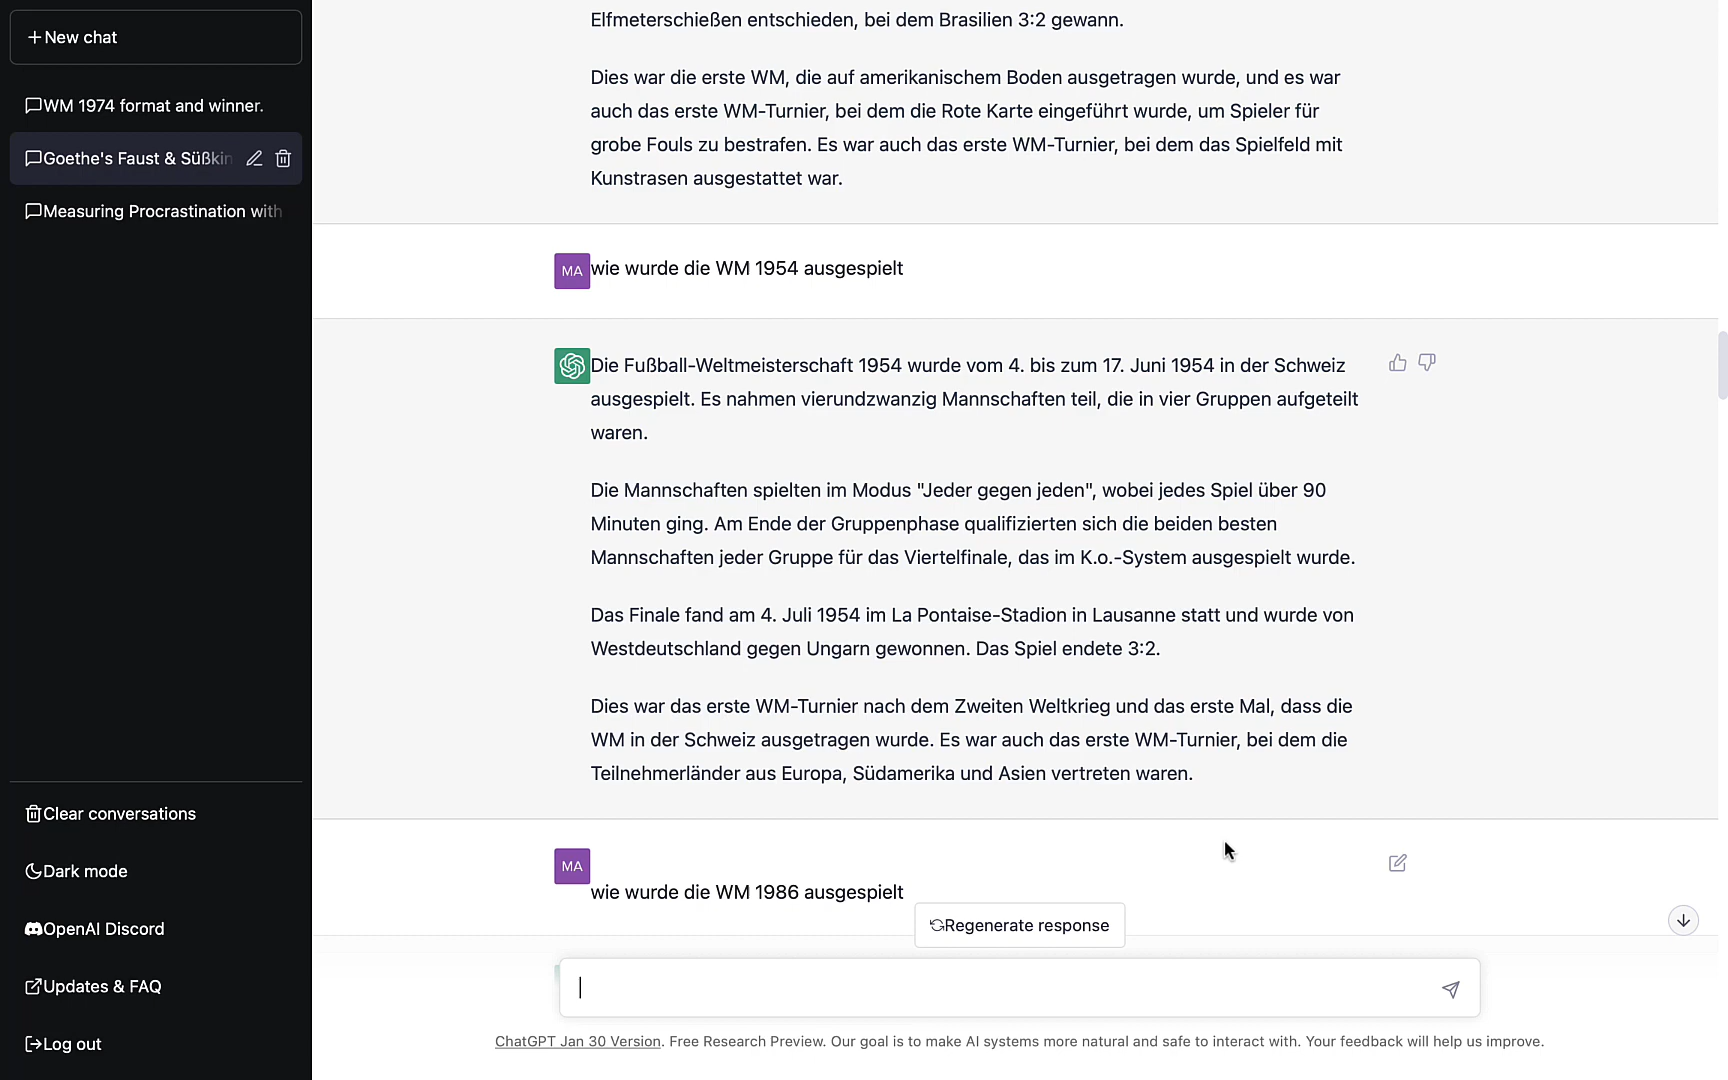 New chat
WM 1974 format and winner.
Goethe's Faust & Süßkin
Measuring Procrastination with
Clear conversations
Dark mode
OpenAI Discord
Updates & FAQ
Log out
Elfmeterschießen entschieden, bei dem Brasilien 3:2 gewann.
Dies war die erste WM, die auf amerikanischem Boden ausgetragen wurde, und es war
auch das erste WM-Turnier, bei dem die Rote Karte eingeführt wurde, um Spieler für
grobe Fouls zu bestrafen. Es war auch das erste WM-Turnier, bei dem das Spielfeld mit
Kunstrasen ausgestattet war.
MA
wie wurde die WM 1954 ausgespielt
Die Fußball-Weltmeisterschaft 1954 wurde vom 4. bis zum 17. Juni 1954 in der Schweiz
ausgespielt. Es nahmen vierundzwanzig Mannschaften teil, die in vier Gruppen aufgeteilt
waren.
Die Mannschaften spielten im Modus "Jeder gegen jeden", wobei jedes Spiel über 90
Minuten ging. Am Ende der Gruppenphase qualifizierten sich die beiden besten
Mannschaften jeder Gruppe für das Viertelfinale, das im K.o.-System ausgespielt wurde.
Das Finale fand am 4. Juli 1954 im La Pontaise-Stadion in Lausanne statt und wurde von
Westdeutschland gegen Ungarn gewonnen. Das Spiel endete 3:2.
Dies war das erste WM-Turnier nach dem Zweiten Weltkrieg und das erste Mal, dass die
WM in der Schweiz ausgetragen wurde. Es war auch das erste WM-Turnier, bei dem die
Teilnehmerländer aus Europa, Südamerika und Asien vertreten waren.
MA
wie wurde die WM 1986 ausgespielt
Regenerate response
ChatGPT Jan 30 Version. Free Research Preview. Our goal is to make AI systems more natural and safe to interact with. Your feedback will help us improve.